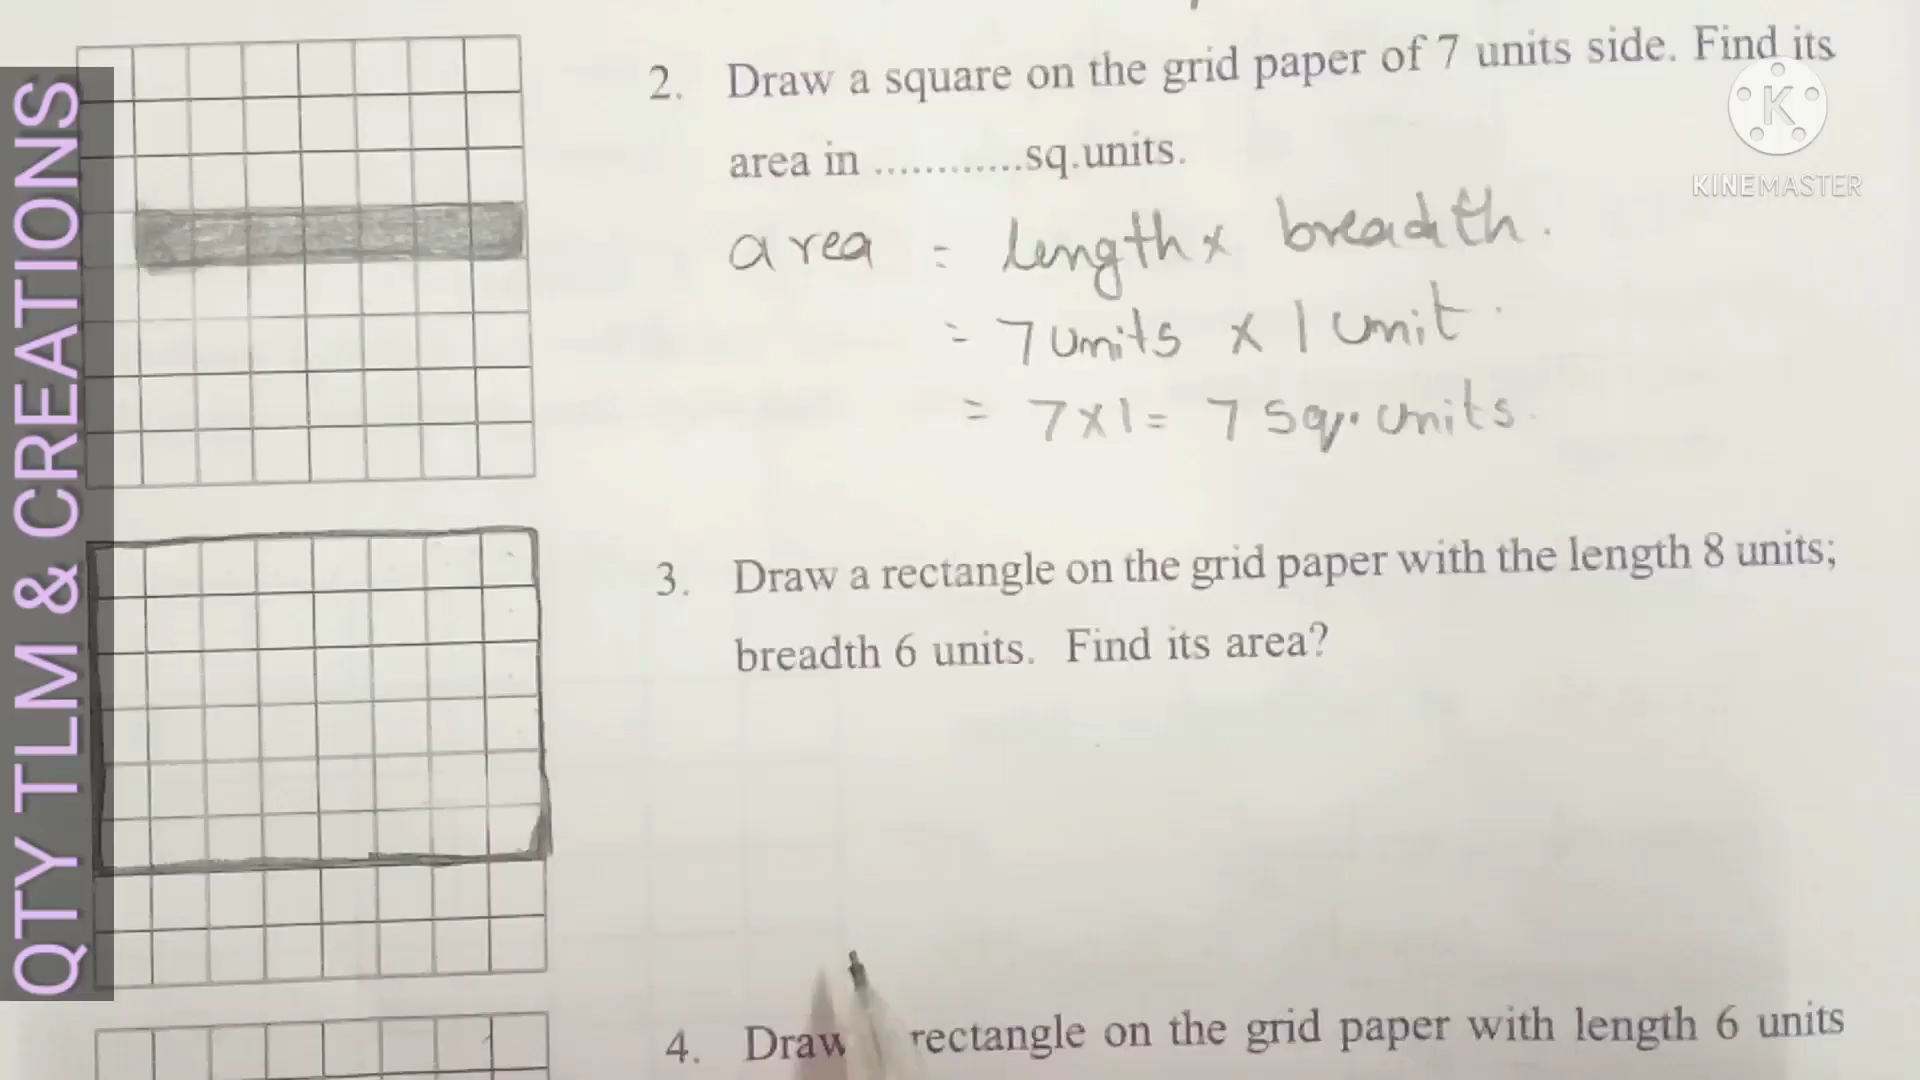 2. Draw a square on the grid paper of 7 units side. Find its
area in ............sq.units.
area = length x breadth.
= 7 units x 1 unit.
= 7 x 1 = 7 sq. units.
3. Draw a rectangle on the grid paper with the length 8 units;
breadth 6 units. Find its area?
4. Draw rectangle on the grid paper with length 6 units
QTY TLM & CREATIONS
K
KINEMASTER